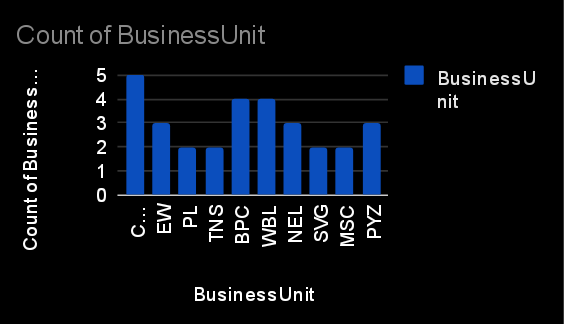 Count of BusinessUnit
Count of Business...
5
4
3
2
1
0
C...
EW
PL
TNS
BPC
WBL
NEL
SVG
MSC
PYZ
BusinessUnit
BusinessU
nit